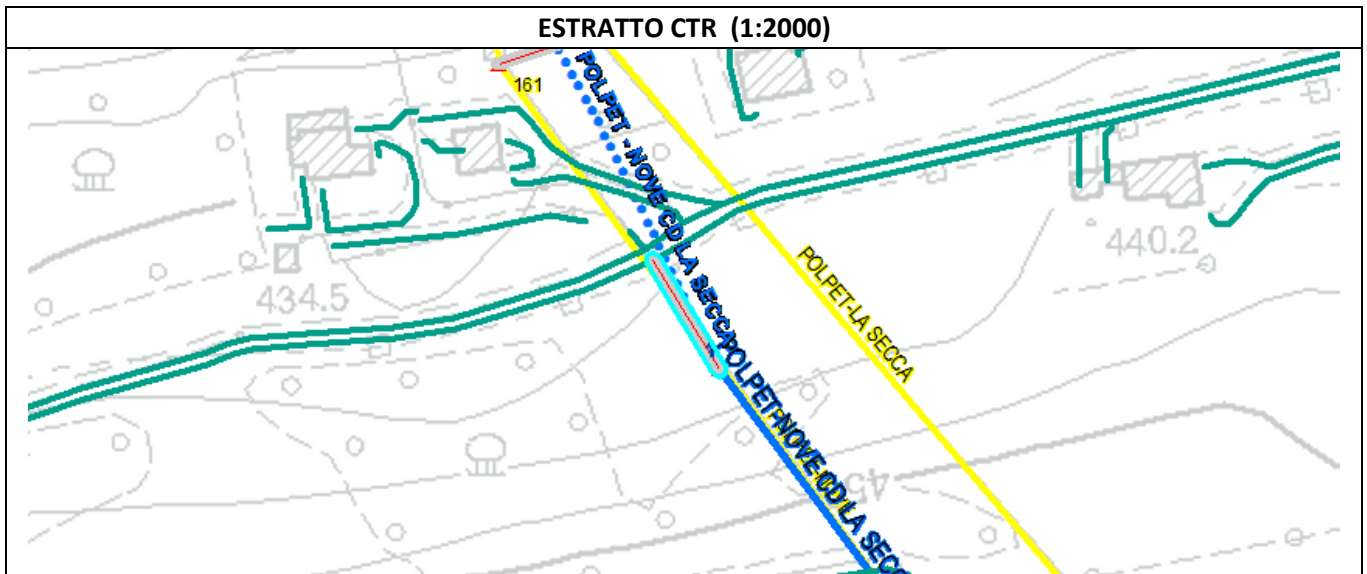 ESTRATTO CTR (1:2000)
161
POLPET - NOVE CD LA SECCA
440.2
POLPET-LA SECCA
434.5
POLPET-NOVE CD LA SECC